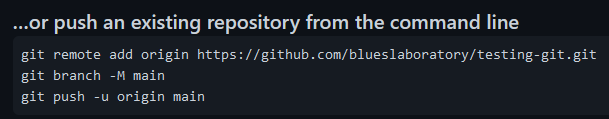 ...or push an existing repository from the command line
git remote add origin https://github.com/blueslaboratory/testing-git.git
git branch -M main
git push -u origin main